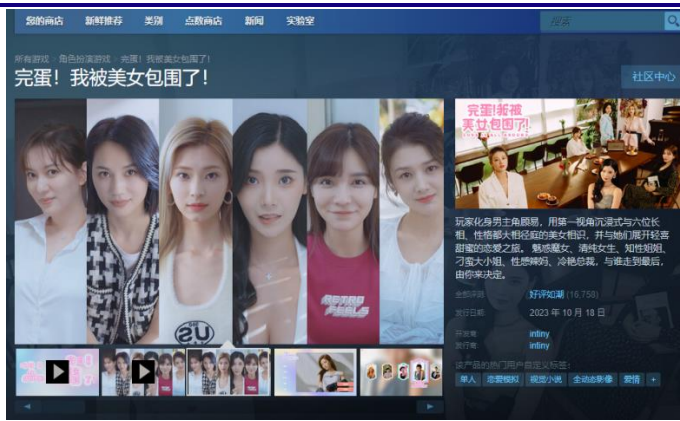 您的商店 新鲜推荐 类别 点数商店 新闻 实验室 搜索
所有游戏 > 角色扮演游戏 > 完蛋！我被美女包围了！
完蛋！我被美女包围了！
社区中心
完蛋!我被
美女包围了!
RETRO
FEELS
玩家化身男主角顾易，用第一视角沉浸式与六位长
相、性格都大相径庭的美女相识，并与她们展开轻喜
甜蜜的恋爱之旅。 魅惑魔女、清纯女生、知性姐姐、
刁蛮大小姐、性感辣妈、冷艳总裁，与谁走到最后，
由你来决定。
全部评测： 好评如潮 (16,758)
发行日期： 2023 年 10 月 18 日
开发商： intiny
发行商： intiny
该产品的热门用户自定义标签：
单人 恋爱模拟 视觉小说 全动态影像 爱情 +